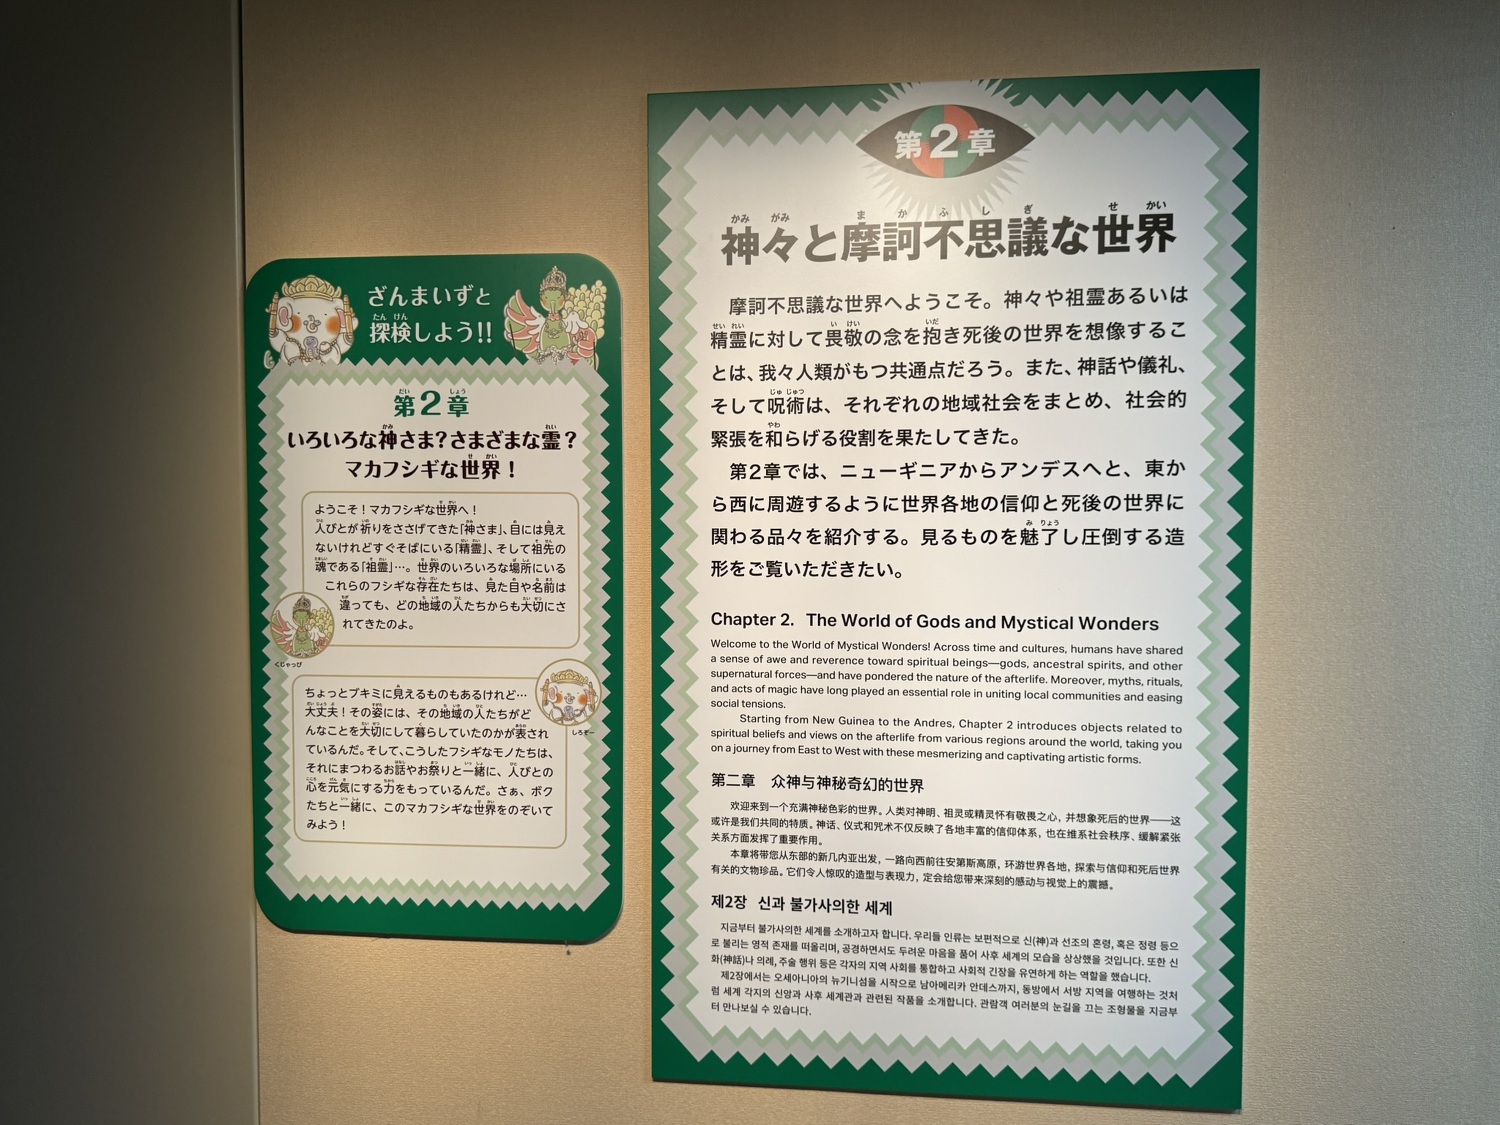 ざんまいずと
探検しよう!!
第2章
いろいろな神さま?さまざまな霊?
マカフシギな世界!
ようこそ!マカフシギな世界へ!
人びとが祈りをささげてきた「神さま」、目には見え
ないけれどすぐそばにいる「精霊」、そして祖先の
魂である「祖霊」…。世界のいろいろな場所にいる
これらのフシギな存在たちは、見た目や名前は
違っても、どの地域の人たちからも大切にさ
れてきたのよ。
くじゃっぴ
ちょっとブキミに見えるものもあるけれど…
大丈夫!その姿には、その地域の人たちがど
んなことを大切にして暮らしていたのかが表され
ているんだ。そして、こうしたフシギなモノたちは、
それにまつわるお話やお祭りと一緒に、人びとの
心を元気にする力をもっているんだ。さぁ、ボク
たちと一緒に、このマカフシギな世界をのぞいて
みよう!
しろぞー
第2章
神々と摩訶不思議な世界
摩訶不思議な世界へようこそ。神々や祖霊あるいは
精霊に対して畏敬の念を抱き死後の世界を想像するこ
とは、我々人類がもつ共通点だろう。また、神話や儀礼、
そして呪術は、それぞれの地域社会をまとめ、社会的
緊張を和らげる役割を果たしてきた。
第2章では、ニューギニアからアンデスへと、東か
ら西に周遊するように世界各地の信仰と死後の世界に
関わる品々を紹介する。見るものを魅了し圧倒する造
形をご覧いただきたい。
Chapter 2. The World of Gods and Mystical Wonders
Welcome to the World of Mystical Wonders! Across time and cultures, humans have shared
a sense of awe and reverence toward spiritual beings—gods, ancestral spirits, and other
supernatural forces—and have pondered the nature of the afterlife. Moreover, myths, rituals,
and acts of magic have long played an essential role in uniting local communities and easing
social tensions.
Starting from New Guinea to the Andres, Chapter 2 introduces objects related to
spiritual beliefs and views on the afterlife from various regions around the world, taking you
on a journey from East to West with these mesmerizing and captivating artistic forms.
第二章 众神与神秘奇幻的世界
欢迎来到一个充满神秘色彩的世界。人类对神明、祖灵或精灵怀有敬畏之心，并想象死后的世界——这
或许是我们共同的特质。神话、仪式和咒术不仅反映了各地丰富的信仰体系，也在维系社会秩序、缓解紧张
关系方面发挥了重要作用。
本章将带您从东部的新几内亚出发，一路向西前往安第斯高原，环游世界各地，探索与信仰和死后世界
有关的文物珍品。它们令人惊叹的造型与表现力，定会给您带来深刻的感动与视觉上的震撼。
제2장 신과 불가사의한 세계
지금부터 불가사의한 세계를 소개하고자 합니다. 우리들 인류는 보편적으로 신(神)과 선조의 혼령, 혹은 정령 등으
로 불리는 영적 존재를 떠올리며, 공경하면서도 두려운 마음을 품어 사후 세계의 모습을 상상했을 것입니다. 또한 신
화(神話)나 의례, 주술 행위 등은 각자의 지역 사회를 통합하고 사회적 긴장을 유연하게 하는 역할을 했습니다.
제2장에서는 오세아니아의 뉴기니섬을 시작으로 남아메리카 안데스까지, 동방에서 서방 지역을 여행하는 것처
럼 세계 각지의 신앙과 사후 세계관과 관련된 작품을 소개합니다. 관람객 여러분의 눈길을 끄는 조형물을 지금부
터 만나보실 수 있습니다.